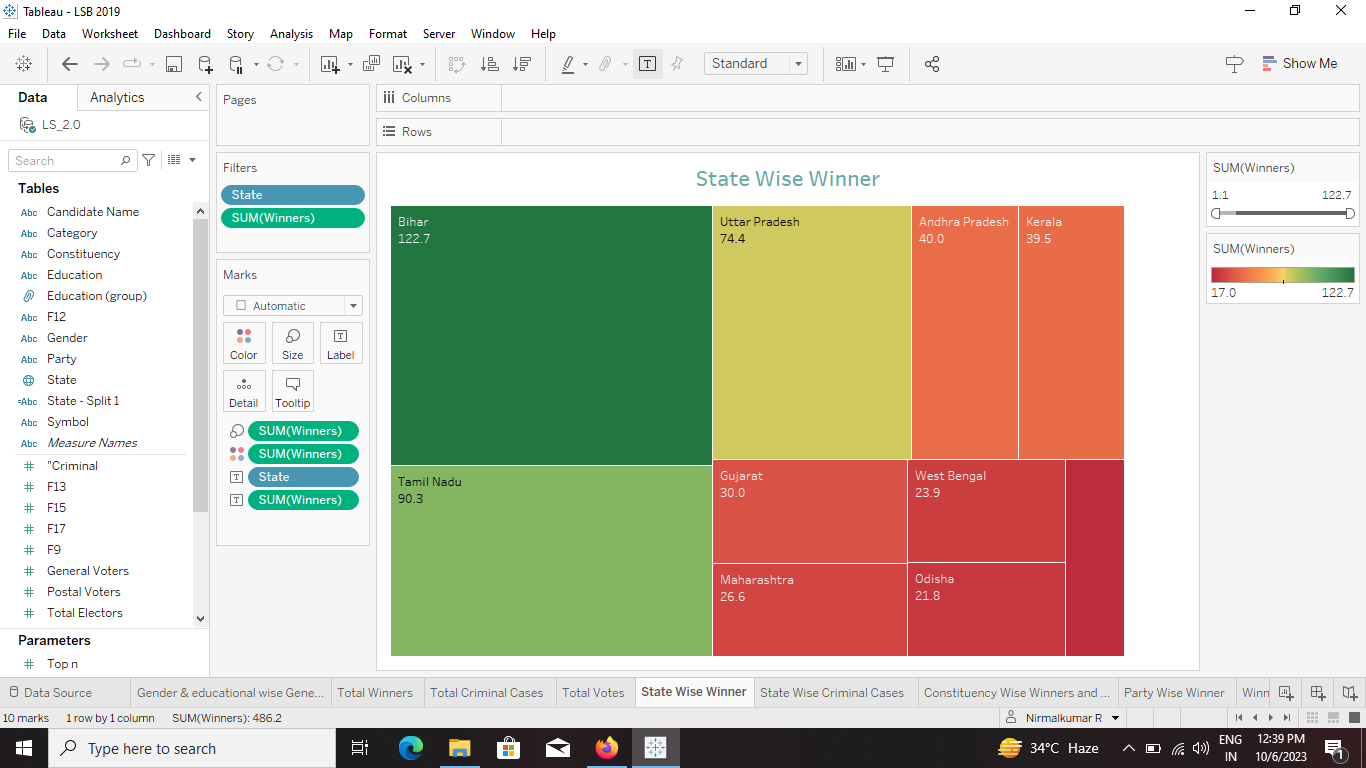 Tableau - LSB 2019
File Data Worksheet Dashboard Story Analysis Map Format Server Window Help
Standard
Show Me
Data Analytics
LS_2.0
Search
Tables
Abc Candidate Name
Abc Category
Abc Constituency
Abc Education
Education (group)
Abc F12
Abc Gender
Abc Party
State
=Abc State - Split 1
Abc Symbol
Abc Measure Names
# "Criminal
# F13
# F15
# F17
# F9
# General Voters
# Postal Voters
# Total Electors
Parameters
# Top n
Pages
Filters
State
SUM(Winners)
Marks
Automatic
Color Size Label
Detail Tooltip
SUM(Winners)
SUM(Winners)
State
SUM(Winners)
Columns
Rows
State Wise Winner
Bihar
122.7
Uttar Pradesh
74.4
Andhra Pradesh
40.0
Kerala
39.5
Tamil Nadu
90.3
Gujarat
30.0
West Bengal
23.9
Maharashtra
26.6
Odisha
21.8
SUM(Winners)
1.1 122.7
SUM(Winners)
17.0 122.7
Data Source Gender & educational wise Gene... Total Winners Total Criminal Cases Total Votes State Wise Winner State Wise Criminal Cases Constituency Wise Winners and ... Party Wise Winner Winn
10 marks 1 row by 1 column SUM(Winners): 486.2 Nirmalkumar R
Type here to search
34°C Haze
ENG
IN
12:39 PM
10/6/2023
1